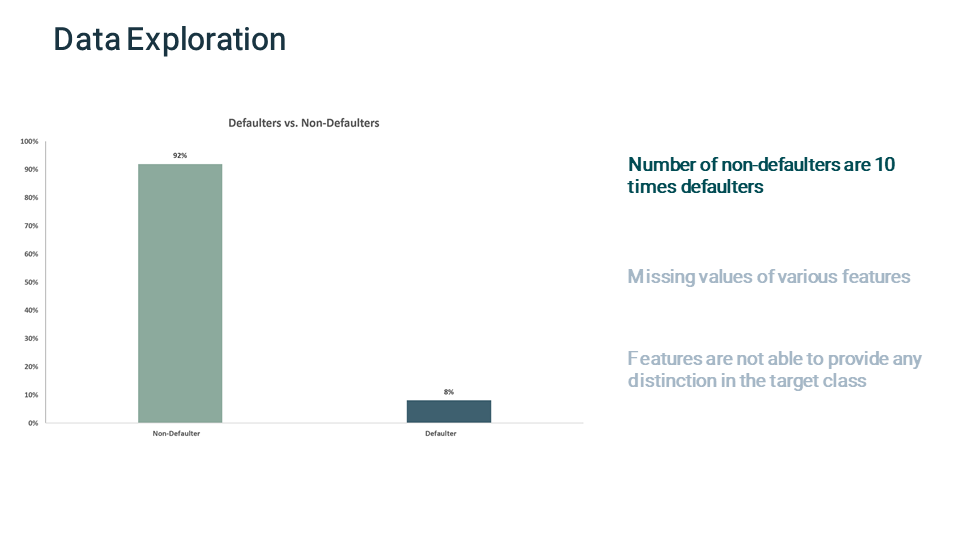 Data Exploration
Defaulters vs. Non-Defaulters
100%
90%
80%
70%
60%
50%
40%
30%
20%
10%
0%
92%
8%
Non-Defaulter
Defaulter
Number of non-defaulters are 10
times defaulters
Missing values of various features
Features are not able to provide any
distinction in the target class